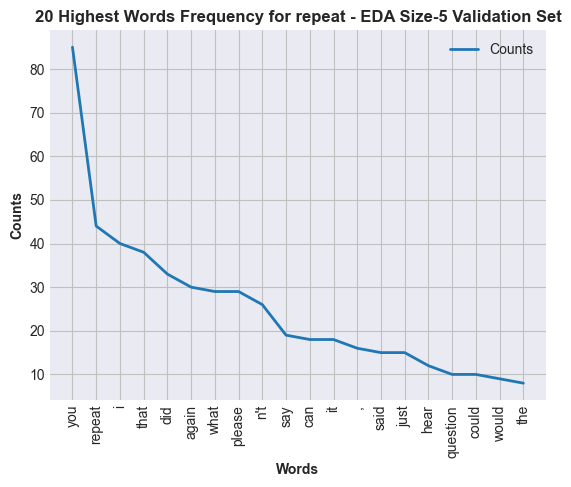 20 Highest Words Frequency for repeat - EDA Size-5 Validation Set
Counts
80
70
60
50
40
30
20
10
Counts
you
repeat
i
that
did
again
what
please
n't
say
can
it
,
said
just
hear
question
could
would
the
Words